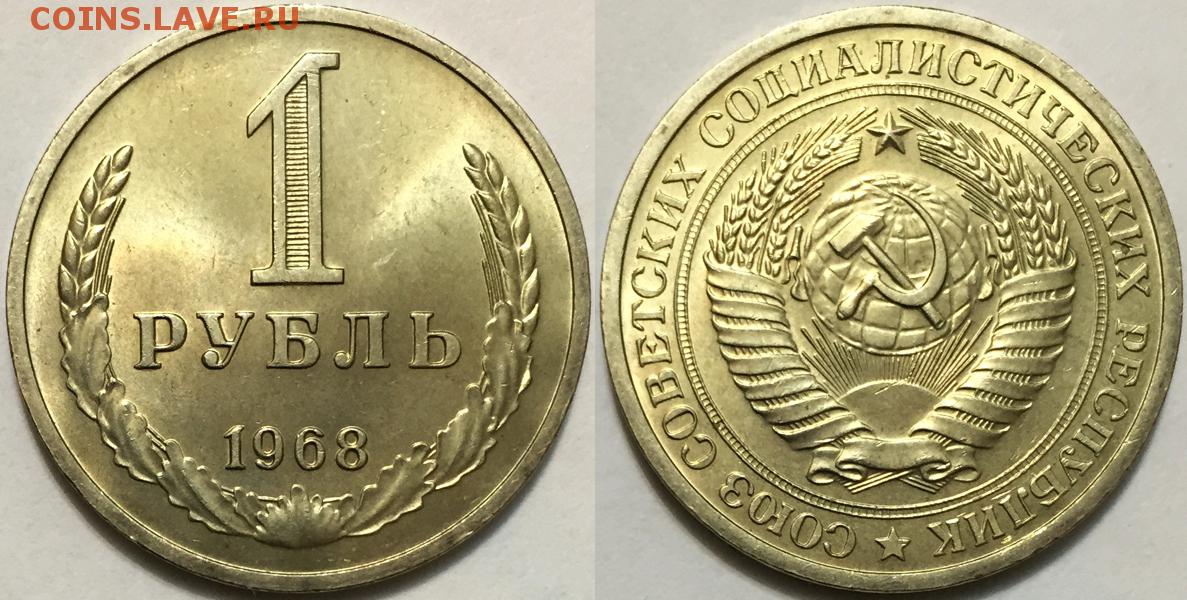 COINS.LAVE.RU
1
РУБЛЬ
1968
СОЮЗ СОВЕТСКИХ СОЦИАЛИСТИЧЕСКИХ РЕСПУБЛИК